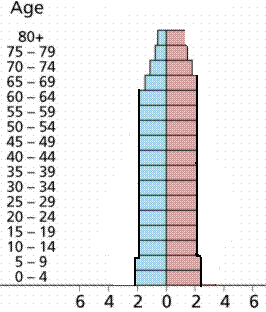 Age
80+
75 – 79
70 – 74
65 – 69
60 – 64
55 – 59
50 – 54
45 – 49
40 – 44
35 – 39
30 – 34
25 – 29
20 – 24
15 – 19
10 – 14
5 – 9
0 – 4
6 4 2 0 2 4 6